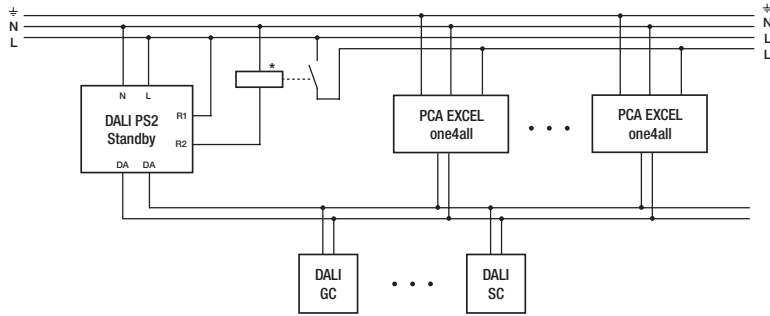 N
L
N
L
L
*
N L
DALI PS2
Standby
R1
R2
DA DA
PCA EXCEL
one4all
PCA EXCEL
one4all
DALI
GC
DALI
SC